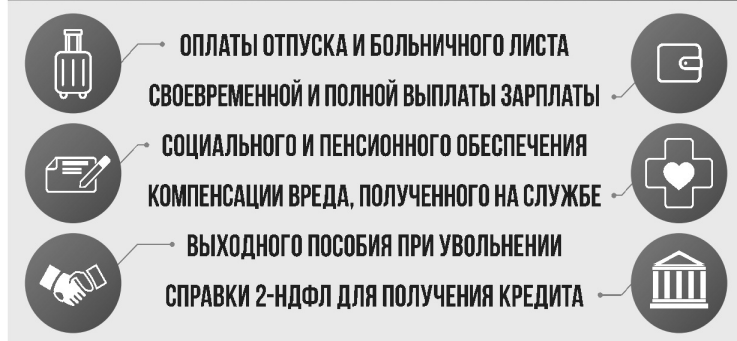 ОПЛАТЫ ОТПУСКА И БОЛЬНИЧНОГО ЛИСТА
СВОЕВРЕМЕННОЙ И ПОЛНОЙ ВЫПЛАТЫ ЗАРПЛАТЫ
СОЦИАЛЬНОГО И ПЕНСИОННОГО ОБЕСПЕЧЕНИЯ
КОМПЕНСАЦИИ ВРЕДА, ПОЛУЧЕННОГО НА СЛУЖБЕ
ВЫХОДНОГО ПОСОБИЯ ПРИ УВОЛЬНЕНИИ
СПРАВКИ 2-НДФЛ ДЛЯ ПОЛУЧЕНИЯ КРЕДИТА